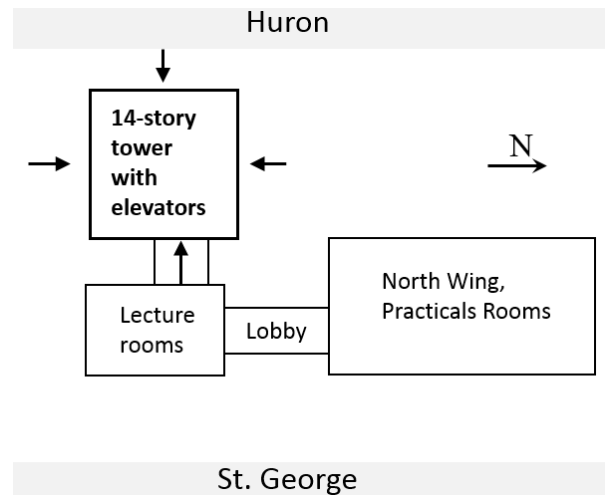 Huron
14-story
tower
with
elevators
N
North Wing,
Practicals Rooms
Lecture
rooms
Lobby
St. George